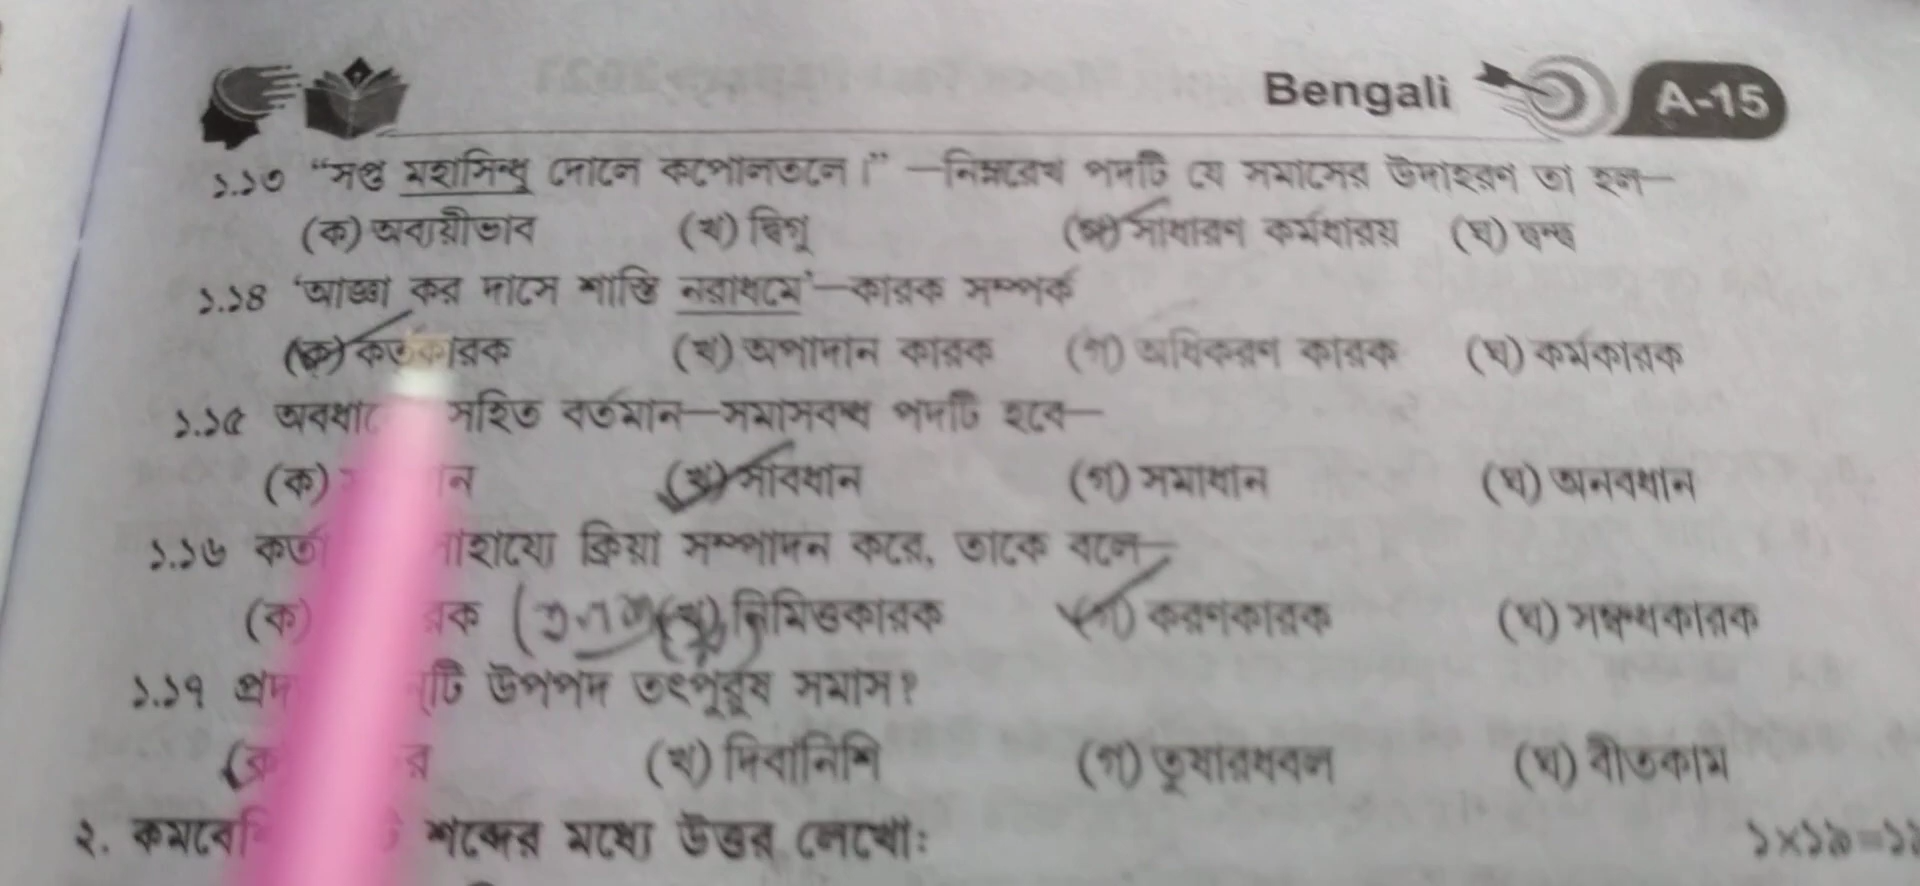 Bengali A-15
১.১৩ “সপ্ত মহাসিন্ধু দোলে কপোলতলে।” —নিম্নরেখ পদটি যে সমাসের উদাহরণ তা হল—
(ক) অব্যয়ীভাব (খ) দ্বিগু (গ) সাধারণ কর্মধারয় (ঘ) দ্বন্দ্ব
১.১৪ ‘আজ্ঞা কর দাসে শাস্তি নরাধমে’—কারক সম্পর্ক
(ক) কর্তৃকারক (খ) অপাদান কারক (গ) অধিকরণ কারক (ঘ) কর্মকারক
১.১৫ সহিত বর্তমান—সমাসবদ্ধ পদটি হবে—
(ক) (খ) সাবধান (গ) সমাধান (ঘ) অনবধান
১.১৬ কর্তা সাহায্যে ক্রিয়া সম্পাদন করে, তাকে বলে—
(ক) (খ) নিমিত্তকারক (গ) করণকারক (ঘ) সম্বন্ধকারক
১.১৭ উপপদ তৎপুরুষ সমাস?
(খ) দিবানিশি (গ) তুষারধবল (ঘ) বীতকাম
২. শব্দের মধ্যে উত্তর লেখো: